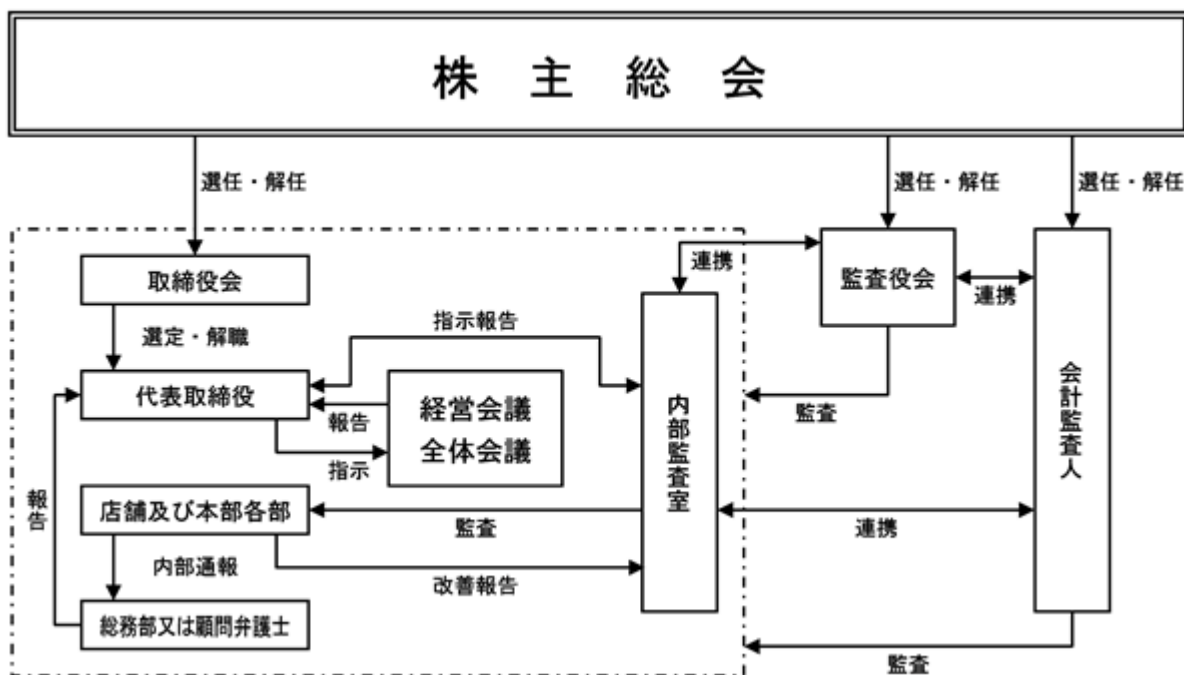 株主総会
選任・解任
選任・解任
選任・解任
取締役会
連携
監査役会
連携
選定・解職
指示報告
代表取締役
報告
経営会議
全体会議
指示
内部監査室
監査
会計監査人
報告
店舗及び本部各部
監査
連携
内部通報
改善報告
総務部又は顧問弁護士
監査